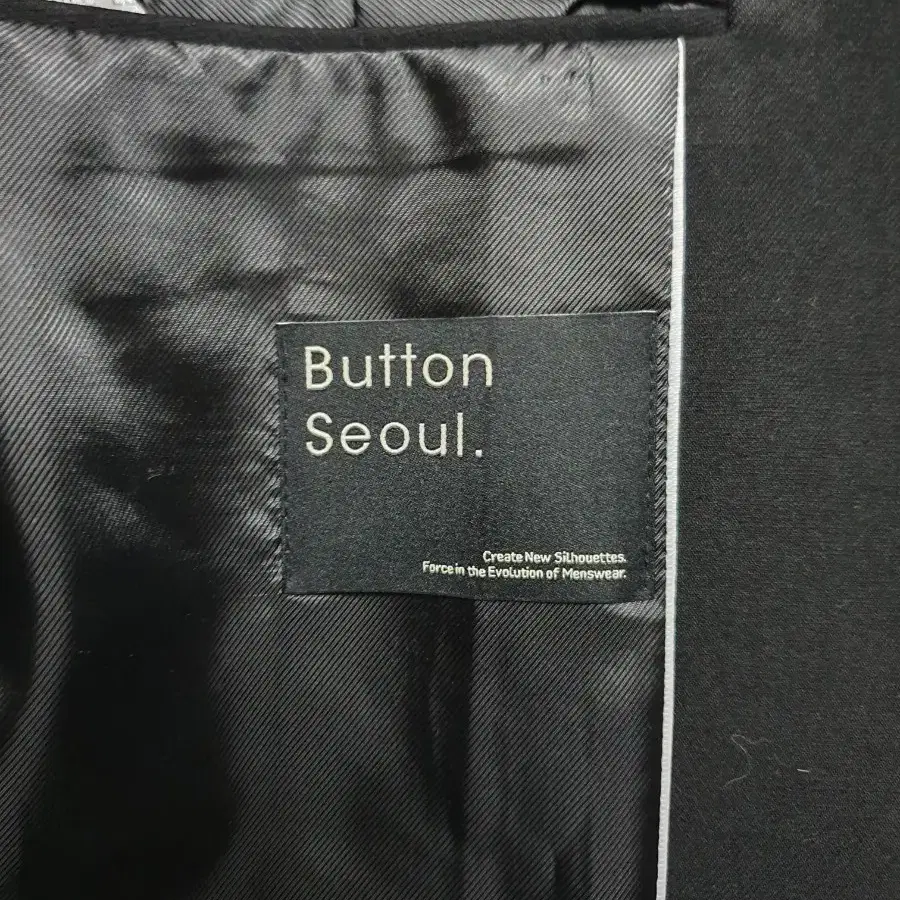 Button
Seoul.
Create New Silhouettes.
Force in the Evolution of Menswear.